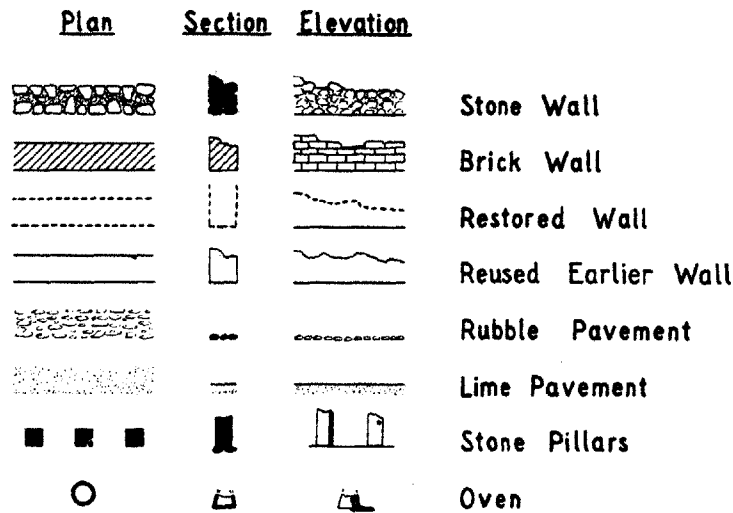 Plan Section Elevation
Stone Wall
Brick Wall
Restored Wall
Reused Earlier Wall
Rubble Pavement
Lime Pavement
Stone Pillars
Oven